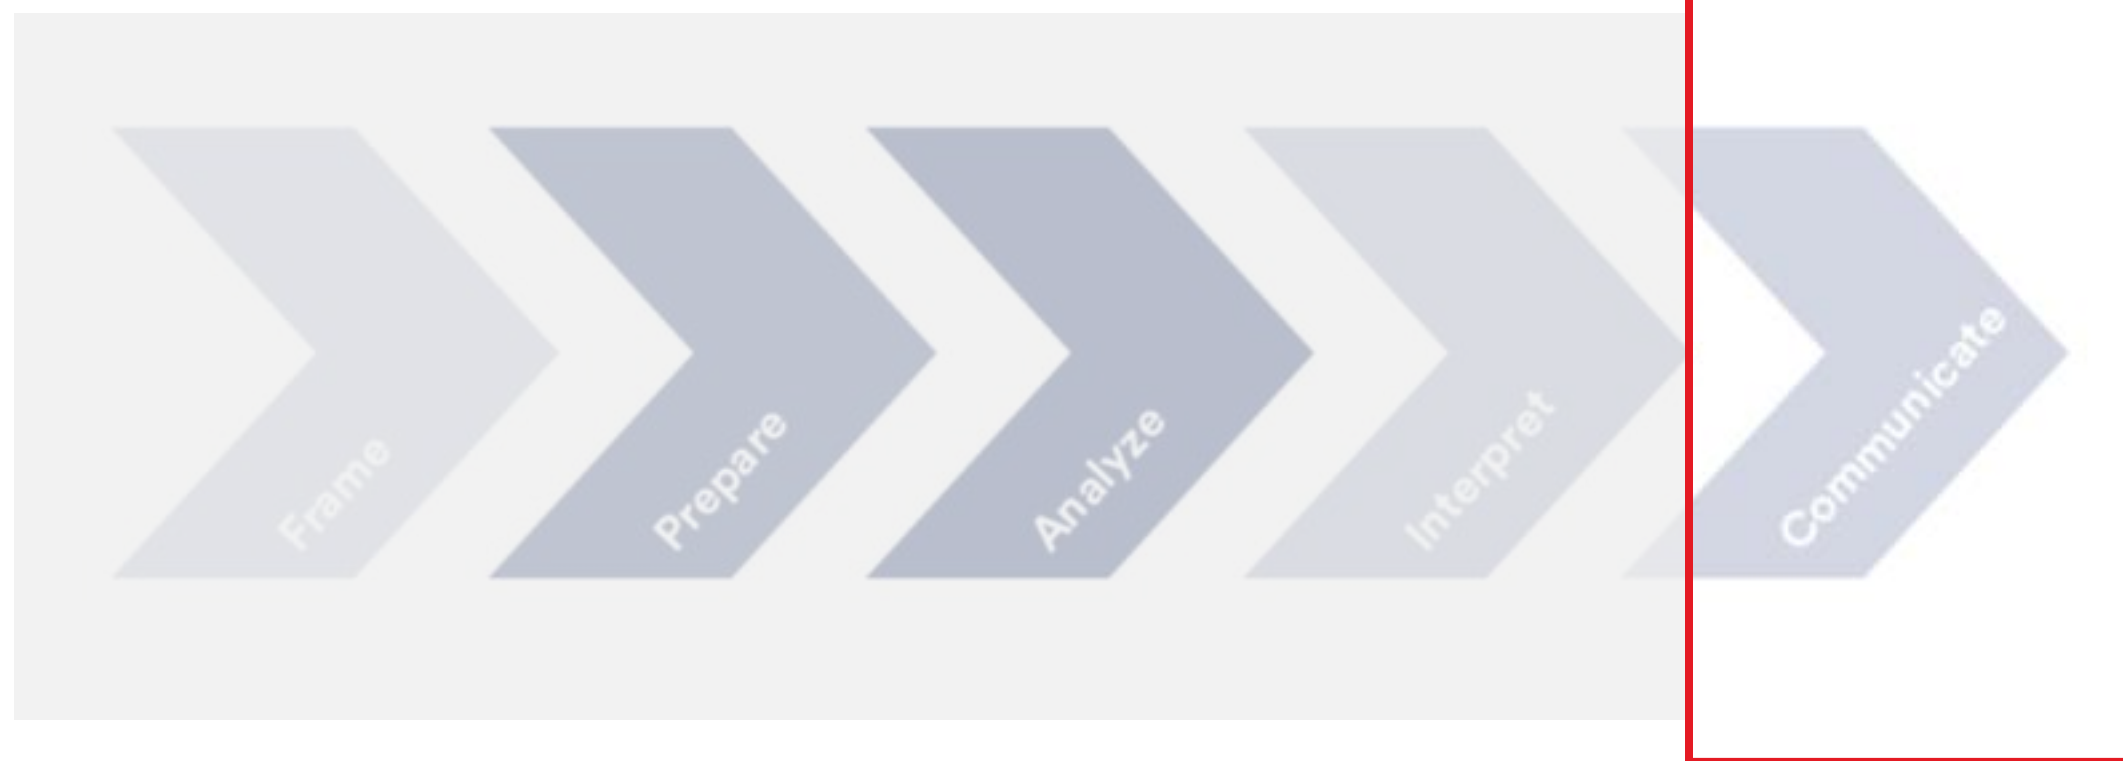 Frame
Prepare
Analyze
Interpret
Communicate